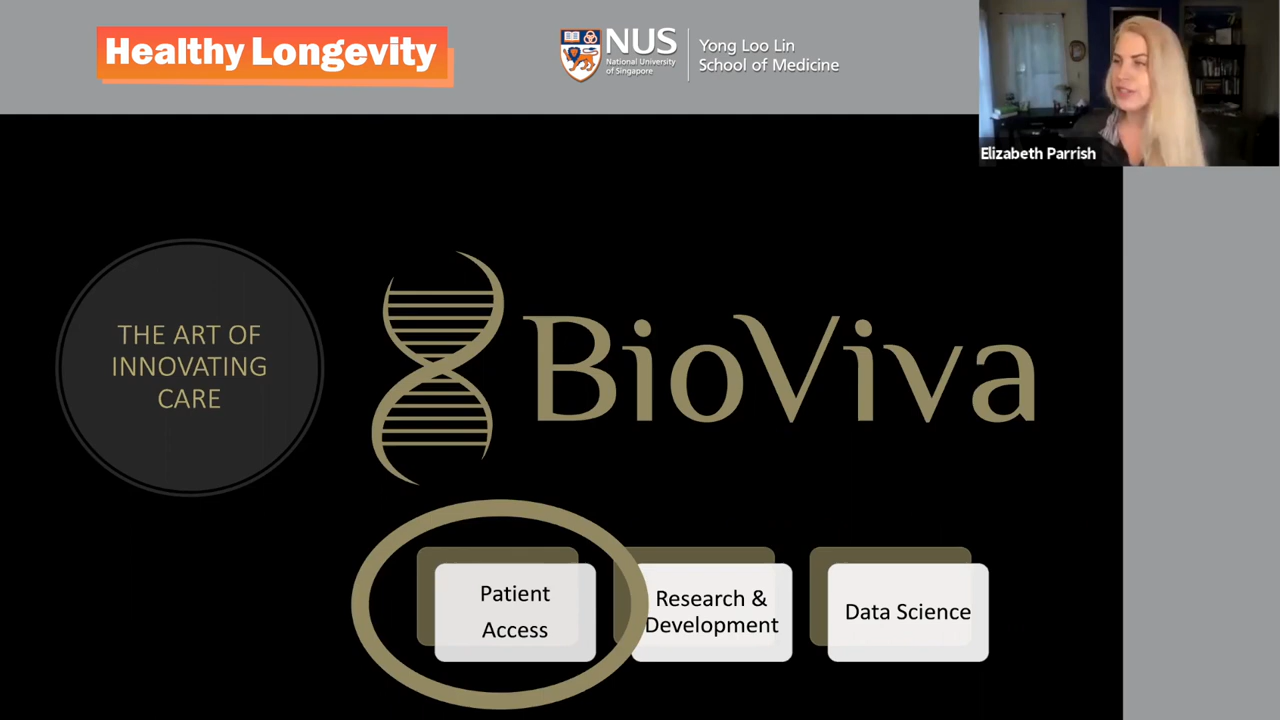 Healthy Longevity
NUS
National University
of Singapore
Yong Loo Lin
School of Medicine
Elizabeth Parrish
THE ART OF
INNOVATING
CARE
BioViva
Patient
Access
Research &
Development
Data Science